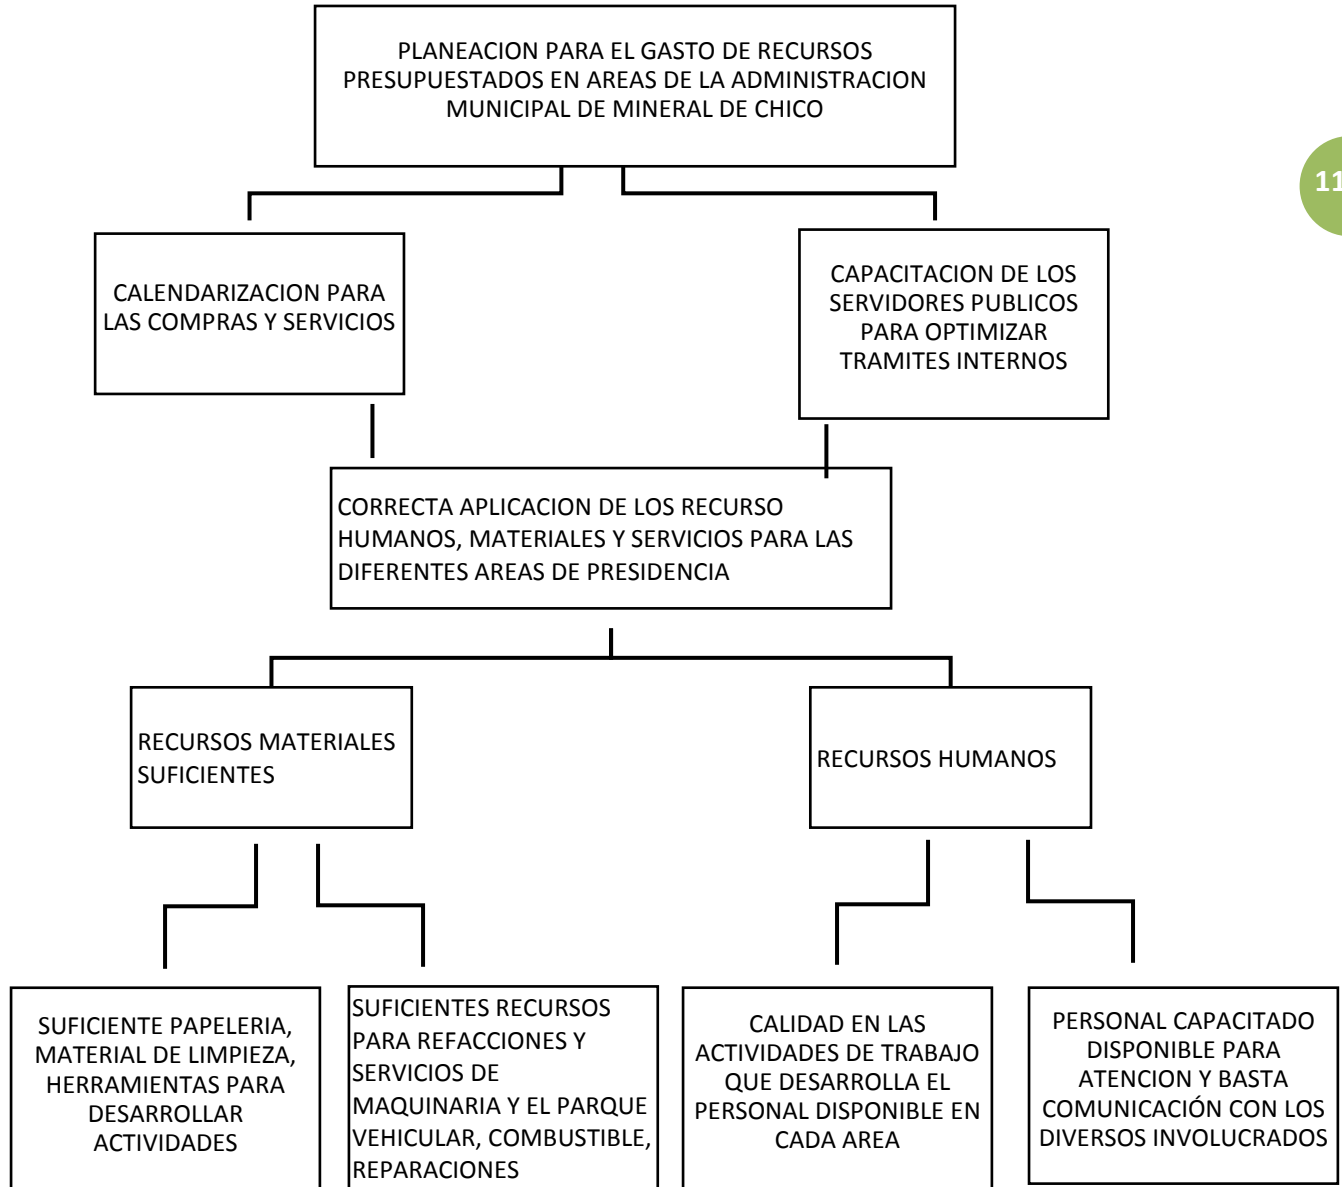 PLANEACION PARA EL GASTO DE RECURSOS
PRESUPUESTADOS EN AREAS DE LA ADMINISTRACION
MUNICIPAL DE MINERAL DE CHICO
11
CALENDARIZACION PARA
LAS COMPRAS Y SERVICIOS
CAPACITACION DE LOS
SERVIDORES PUBLICOS
PARA OPTIMIZAR
TRAMITES INTERNOS
CORRECTA APLICACION DE LOS RECURSO
HUMANOS, MATERIALES Y SERVICIOS PARA LAS
DIFERENTES AREAS DE PRESIDENCIA
RECURSOS MATERIALES
SUFICIENTES
RECURSOS HUMANOS
SUFICIENTE PAPELERIA,
MATERIAL DE LIMPIEZA,
HERRAMIENTAS PARA
DESARROLLAR
ACTIVIDADES
SUFICIENTES RECURSOS
PARA REFACCIONES Y
SERVICIOS DE
MAQUINARIA Y EL PARQUE
VEHICULAR, COMBUSTIBLE,
REPARACIONES
CALIDAD EN LAS
ACTIVIDADES DE TRABAJO
QUE DESARROLLA EL
PERSONAL DISPONIBLE EN
CADA AREA
PERSONAL CAPACITADO
DISPONIBLE PARA
ATENCION Y BASTA
COMUNICACIÓN CON LOS
DIVERSOS INVOLUCRADOS